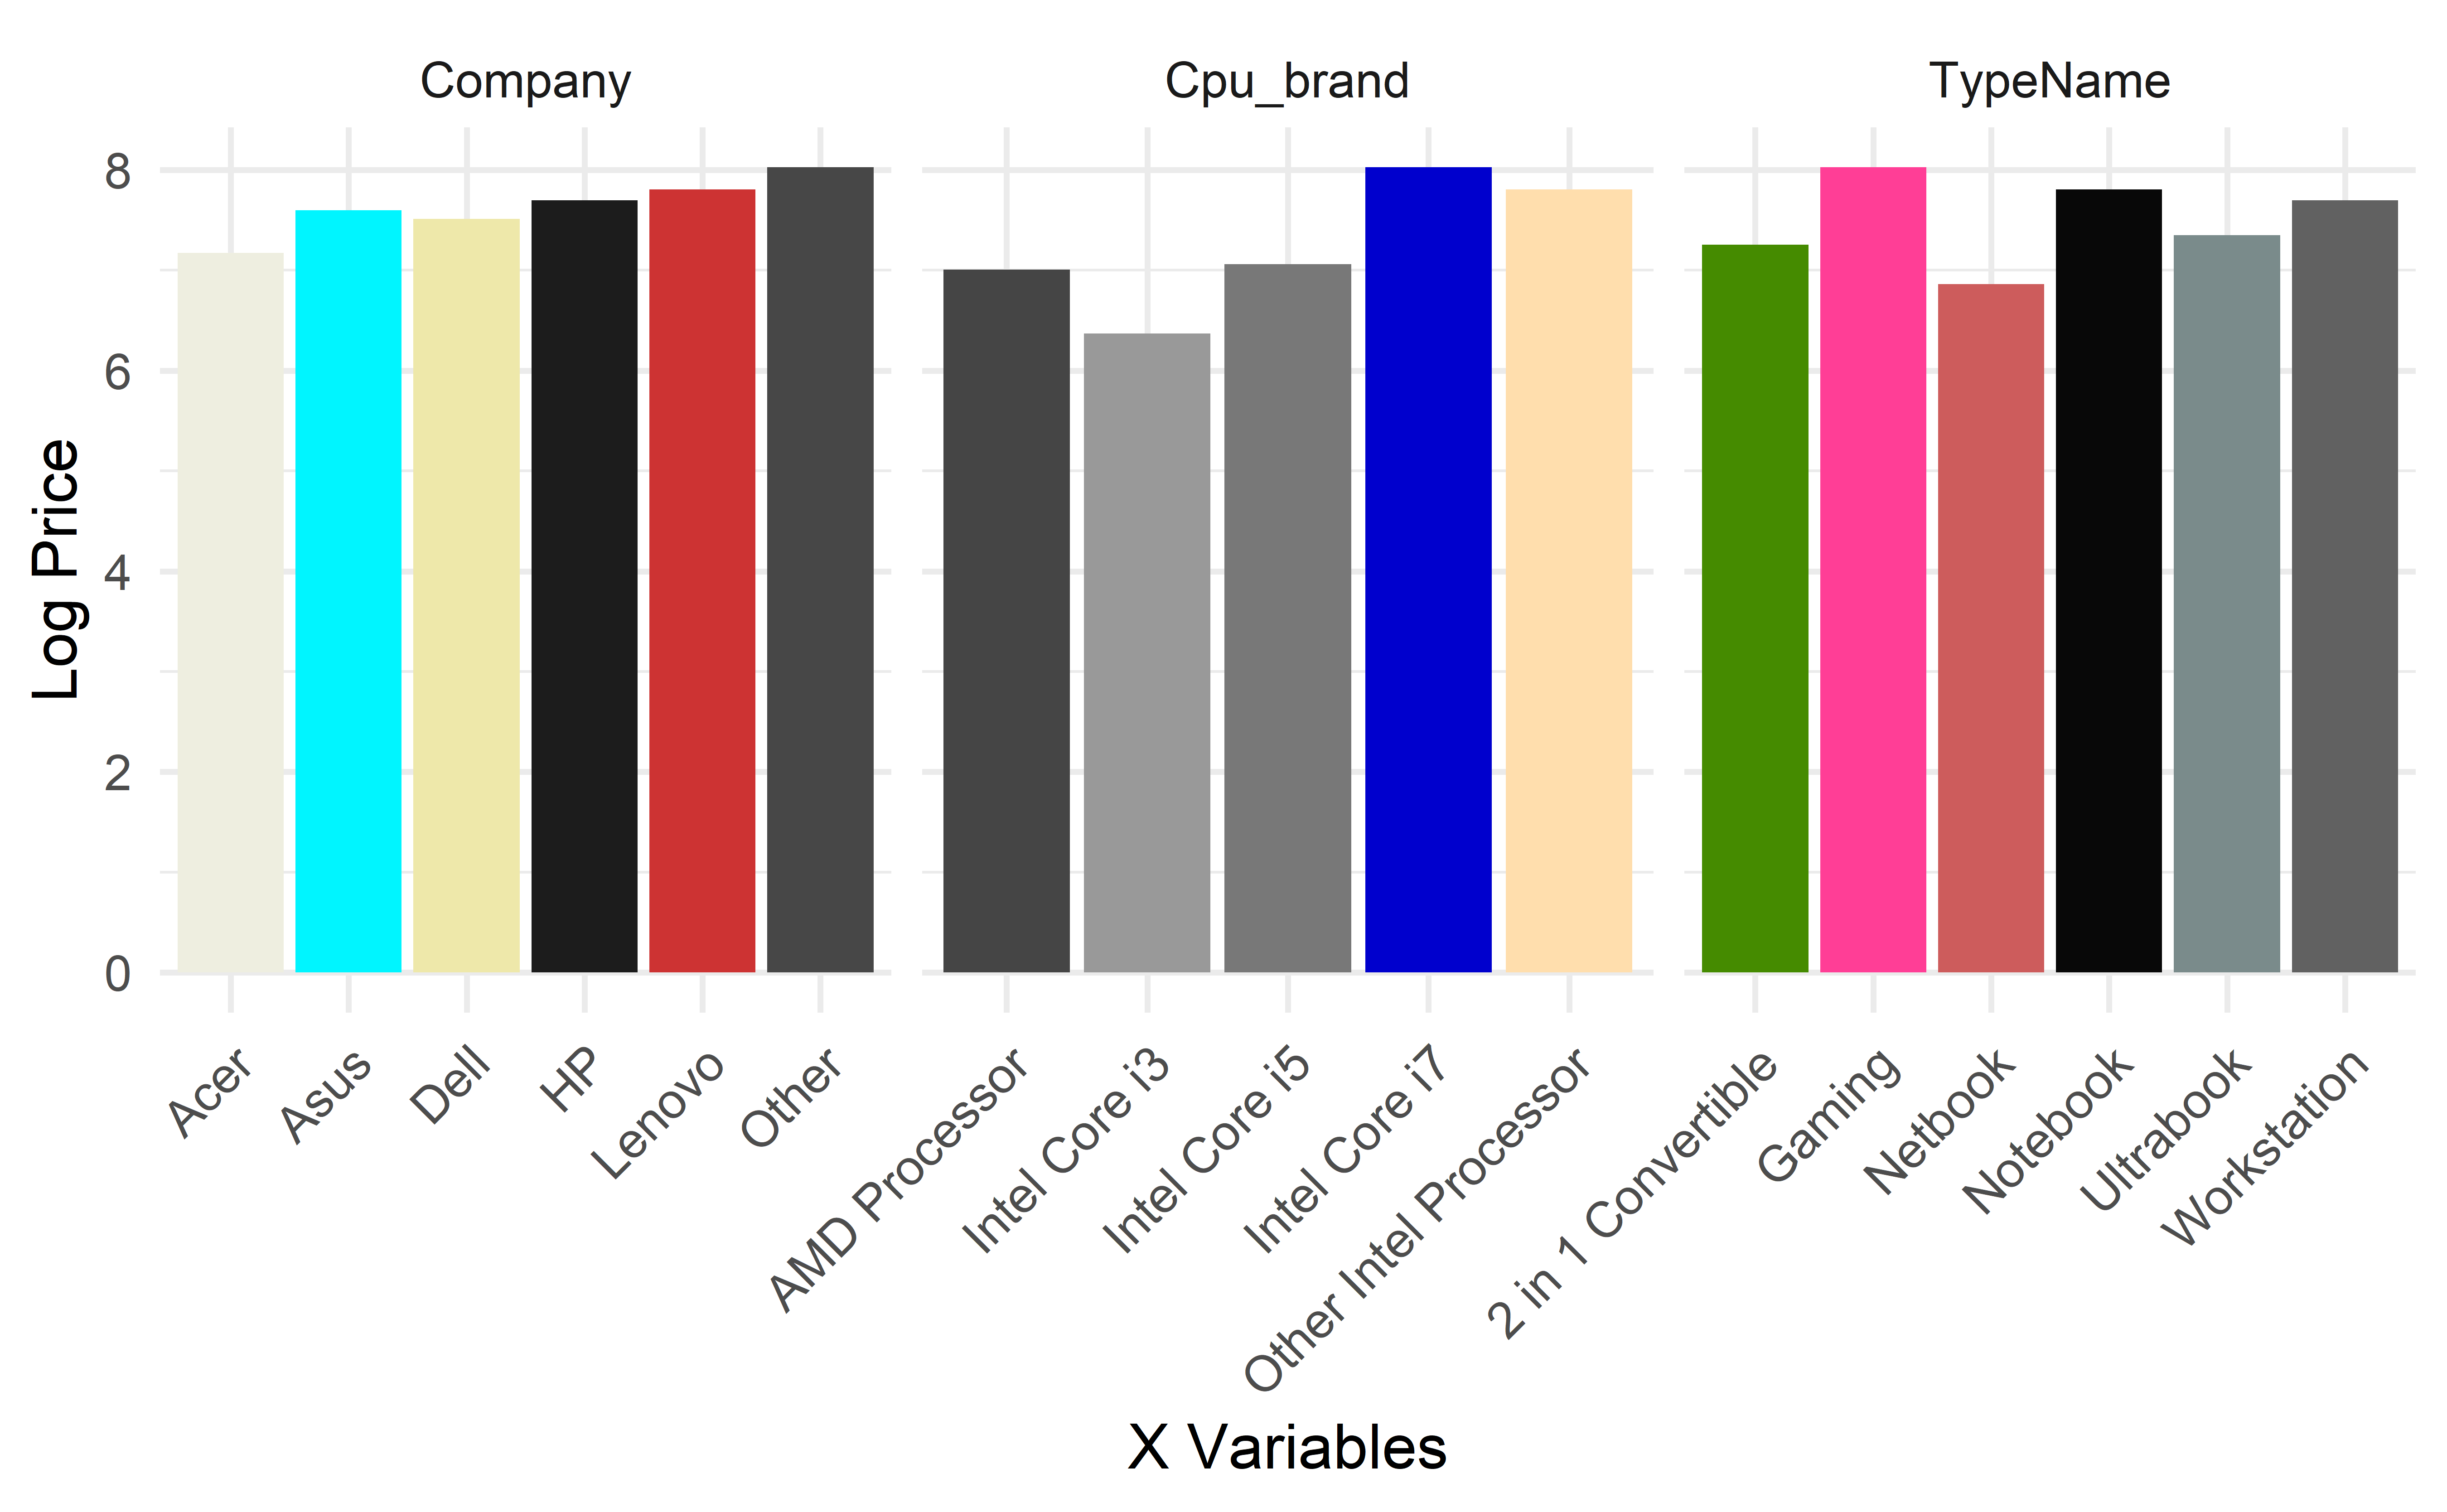 Company
Cpu_brand
TypeName
Log Price
8
6
4
2
0
Acer
Asus
Dell
HP
Lenovo
Other
AMD Processor
Intel Core i3
Intel Core i5
Intel Core i7
Other Intel Processor
2 in 1 Convertible
Gaming
Netbook
Notebook
Ultrabook
Workstation
X Variables